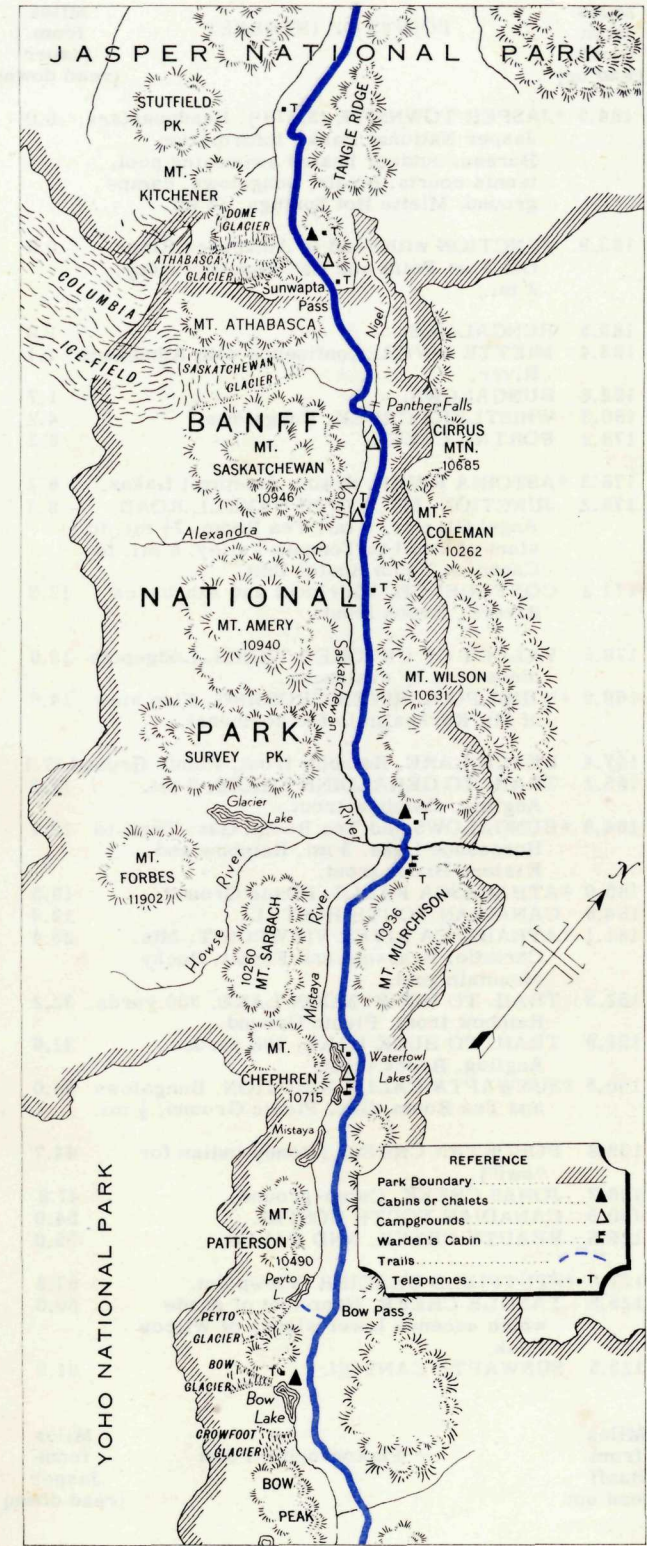 JASPER NATIONAL PARK
STUTFIELD
PK.
T
TANGLE RIDGE
MT.
KITCHENER
DOME
GLACIER
ATHABASCA
GLACIER
T
Cr.
COLUMBIA
ICE-FIELD
Sunwapta
Pass
Nigel
MT. ATHABASCA
SASKATCHEWAN
GLACIER
Panther Falls
BANFF
CIRRUS
MTN.
10685
MT.
SASKATCHEWAN
10946
North
T
MT.
COLEMAN
10262
Alexandra R.
NATIONAL
T
MT. AMERY
10940
Saskatchewan
MT. WILSON
10631
PARK
SURVEY PK.
River
Glacier
Lake
T
MT.
FORBES
11902
Howse River
10260
MT. SARBACH
Mistaya River
10936
MT. MURCHISON
N
MT.
CHEPHREN
10715
T
Waterfowl
Lakes
Mistaya
L.
YOHO NATIONAL PARK
MT.
PATTERSON
10490
REFERENCE
Park Boundary
Cabins or chalets
Campgrounds
Warden's Cabin
Trails
Telephones T
Peyto
L.
Bow Pass
PEYTO
GLACIER
BOW
GLACIER
T
Bow
Lake
CROWFOOT
GLACIER
BOW
PEAK